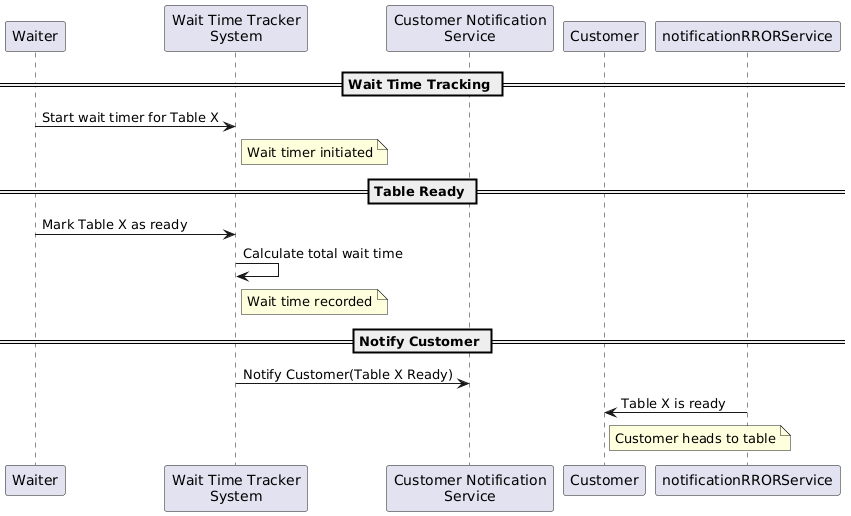 Waiter
Wait Time Tracker
System
Customer Notification
Service
Customer
notificationRRORService
Wait Time Tracking
Start wait timer for Table X
Wait timer initiated
Table Ready
Mark Table X as ready
Calculate total wait time
Wait time recorded
Notify Customer
Notify Customer(Table X Ready)
Table X is ready
Customer heads to table
Waiter
Wait Time Tracker
System
Customer Notification
Service
Customer
notificationRRORService